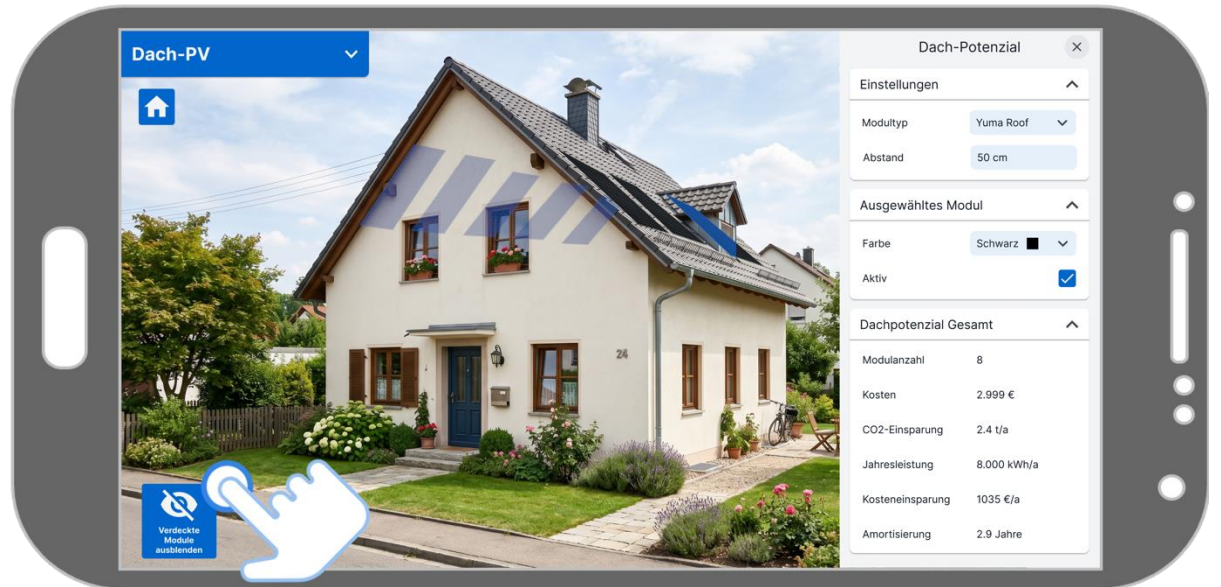 Dach-PV
Dach-Potenzial
Einstellungen
Modultyp Yuma Roof
Abstand 50 cm
Ausgewähltes Modul
Farbe Schwarz
Aktiv
Dachpotenzial Gesamt
Modulanzahl 8
Kosten 2.999 €
CO2-Einsparung 2.4 t/a
Jahresleistung 8.000 kWh/a
Kosteneinsparung 1035 €/a
Amortisierung 2.9 Jahre
24
Verdeckte
Module
ausblenden